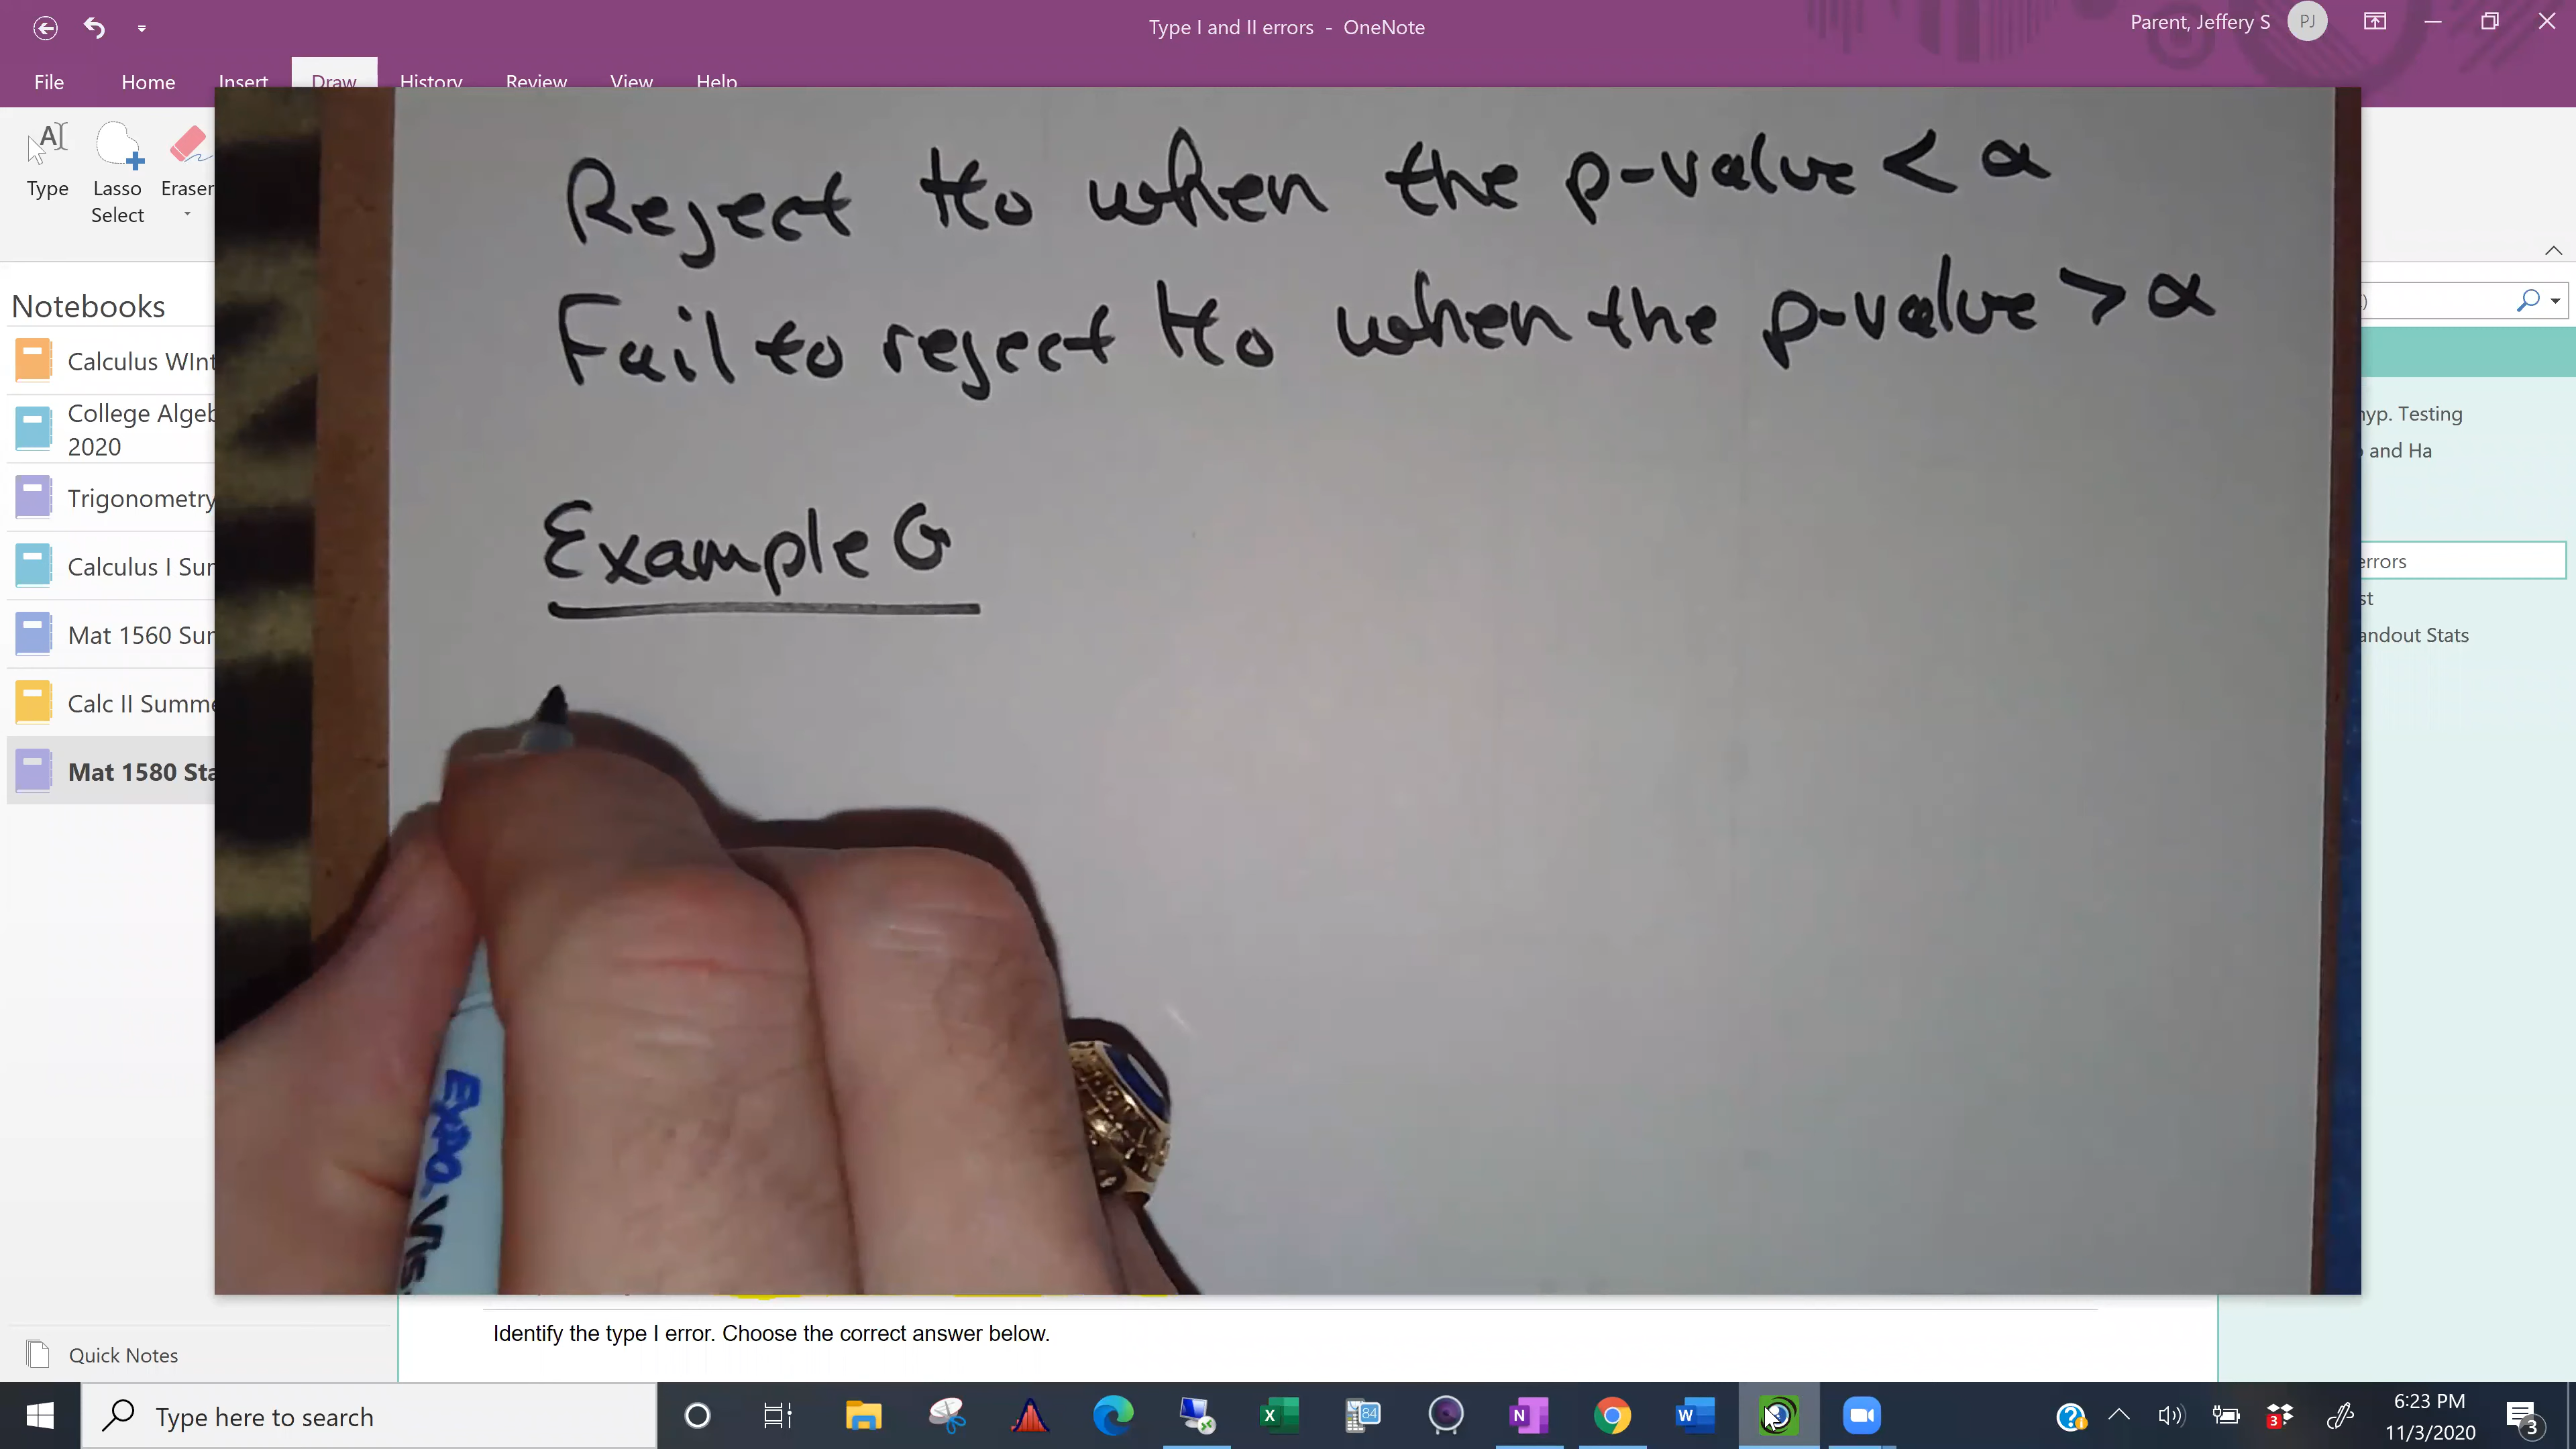 Type I and II errors - OneNote
Parent, Jeffery S
PJ
File Home Insert Draw History Review View Help
Type
Lasso Select
Eraser
Notebooks
Calculus WInt
College Algeb
2020
Trigonometry
Calculus I Sur
Mat 1560 Sur
Calc II Summe
Mat 1580 Sta
Quick Notes
Reject Ho when the p-value < α
Fail to reject Ho when the p-value > α
Example G
EXPO
hyp. Testing
and Ha
errors
st
andout Stats
Identify the type I error. Choose the correct answer below.
Type here to search
84
3
6:23 PM
11/3/2020
3